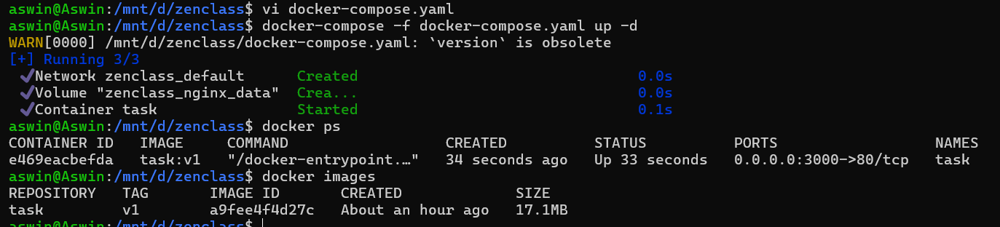 aswin@Aswin:/mnt/d/zenclass$ vi docker-compose.yaml
aswin@Aswin:/mnt/d/zenclass$ docker-compose -f docker-compose.yaml up -d
WARN[0000] /mnt/d/zenclass/docker-compose.yaml: `version` is obsolete
[+] Running 3/3
✔Network zenclass_default Created 0.0s
✔Volume "zenclass_nginx_data" Crea... 0.0s
✔Container task Started 0.1s
aswin@Aswin:/mnt/d/zenclass$ docker ps
CONTAINER ID IMAGE COMMAND CREATED STATUS PORTS NAMES
e469eacbefda task:v1 "/docker-entrypoint.…" 34 seconds ago Up 33 seconds 0.0.0.0:3000->80/tcp task
aswin@Aswin:/mnt/d/zenclass$ docker images
REPOSITORY TAG IMAGE ID CREATED SIZE
task v1 a9fee4f4d27c About an hour ago 17.1MB
aswin@Aswin:/mnt/d/zenclass$